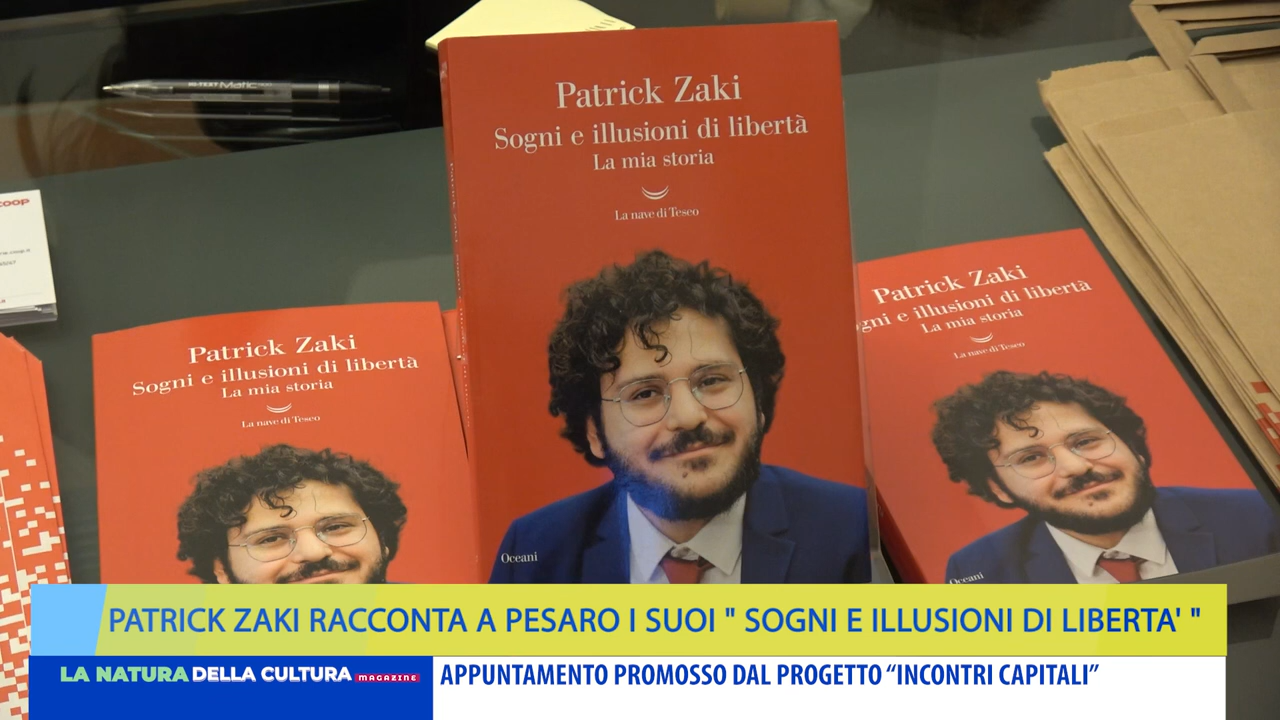 Patrick Zaki
Sogni e illusioni di libertà
La mia storia
La nave di Teseo
Oceani
Patrick Zaki
Sogni e illusioni di libertà
La mia storia
La nave di Teseo
Patrick Zaki
gni e illusioni di libertà
La mia storia
La nave di Teseo
Oceani
coop
Matic
PATRICK ZAKI RACCONTA A PESARO I SUOI " SOGNI E ILLUSIONI DI LIBERTA' "
LA NATURA DELLA CULTURA MAGAZINE
APPUNTAMENTO PROMOSSO DAL PROGETTO “INCONTRI CAPITALI”